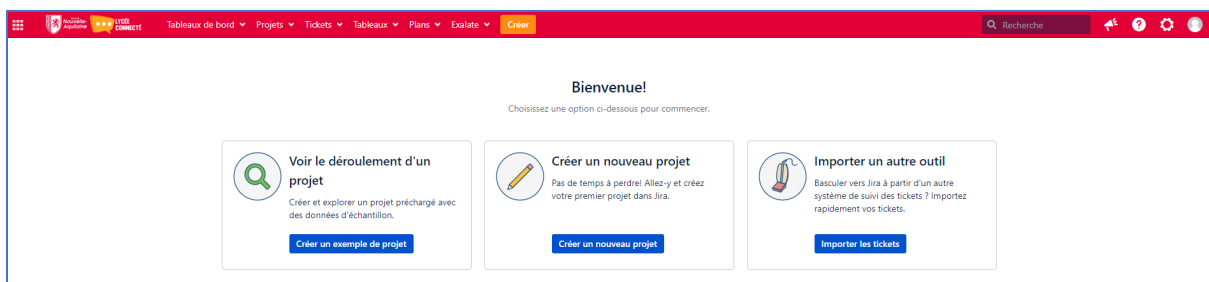 Nouvelle-Aquitaine LYCÉE CONNECTÉ Tableaux de bord Projets Tickets Tableaux Plans Exalate Créer Recherche
Bienvenue!
Choisissez une option ci-dessous pour commencer.
Voir le déroulement d'un
projet
Créer et explorer un projet préchargé avec
des données d'échantillon.
Créer un exemple de projet
Créer un nouveau projet
Pas de temps à perdre! Allez-y et créez
votre premier projet dans Jira.
Créer un nouveau projet
Importer un autre outil
Basculer vers Jira à partir d'un autre
système de suivi des tickets ? Importez
rapidement vos tickets.
Importer les tickets